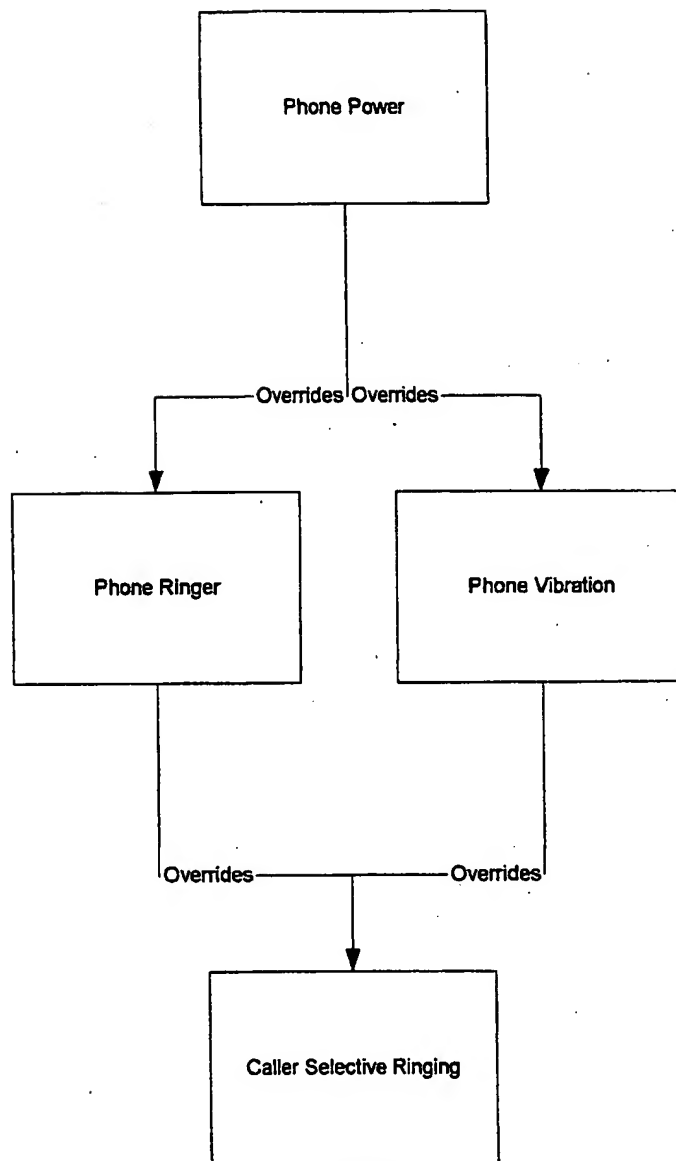 Phone Power
Overrides Overrides
Phone Ringer
Phone Vibration
Overrides
Overrides
Caller Selective Ringing